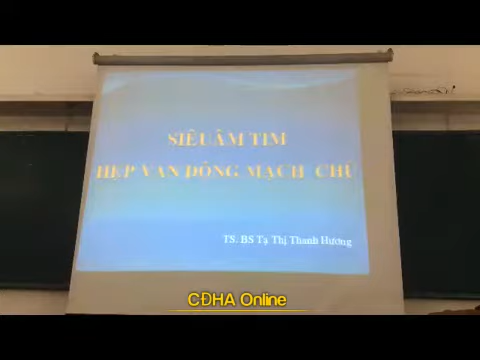 SIÊU ÂM TIM
HẸP VAN ĐỘNG MẠCH CHỦ
TS. BS Tạ Thị Thanh Hương
CĐHA Online